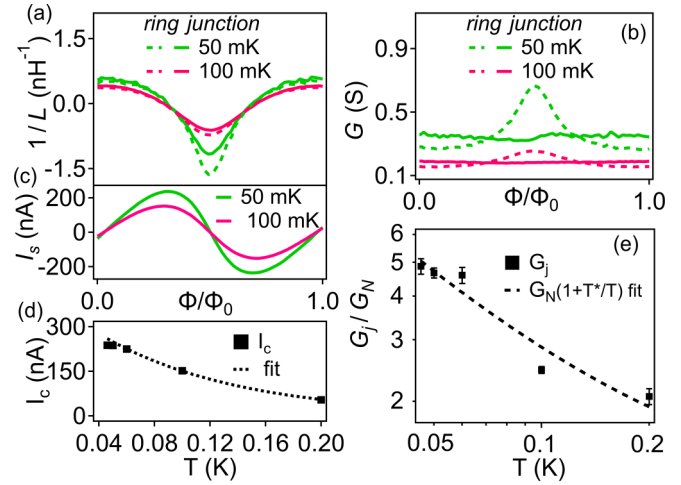 (a)
ring junction
50 mK
100 mK
1.5
0.0
-1.5
1/ L (nH⁻¹)
(b)
ring junction
50 mK
100 mK
0.9
0.5
0.1
G (S)
0.0
Φ/Φ₀
1.0
(c)
50 mK
100 mK
200
0
-200
Iₛ (nA)
0.0
Φ/Φ₀
1.0
(d)
I_c
fit
300
150
0
I_c (nA)
0.04
0.08
0.12
0.16
0.20
T (K)
(e)
G_j
G_N(1+T*/T) fit
6
5
4
3
2
G_j / G_N
0.05
0.1
0.2
T (K)